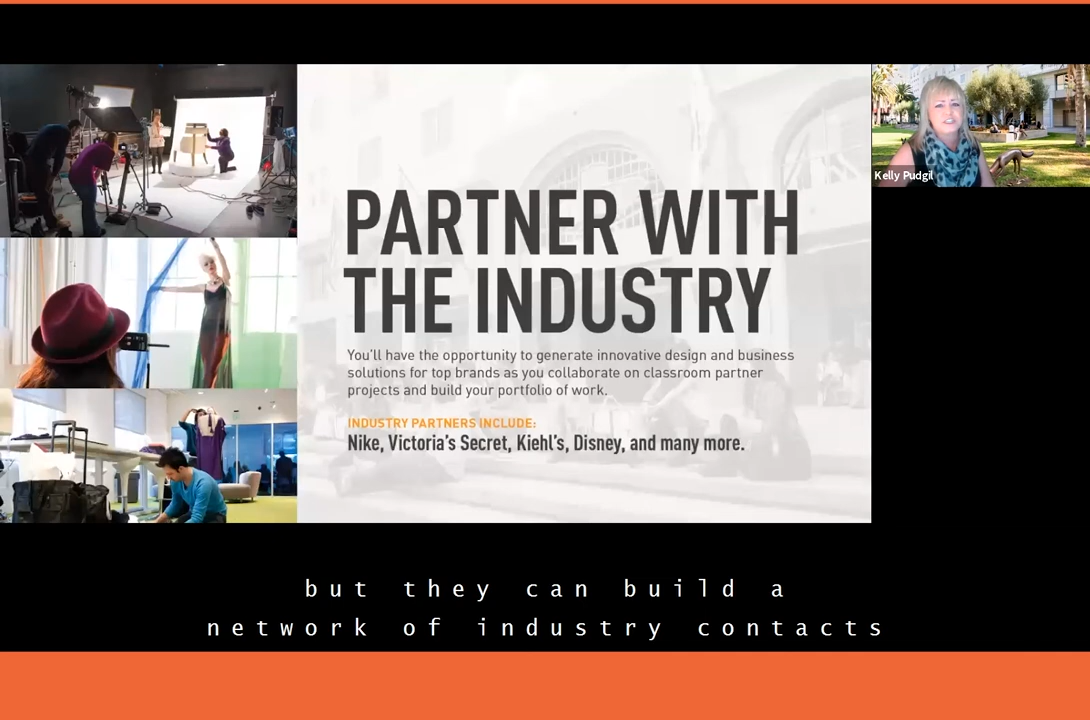 PARTNER WITH
THE INDUSTRY
You'll have the opportunity to generate innovative design and business
solutions for top brands as you collaborate on classroom partner
projects and build your portfolio of work.
INDUSTRY PARTNERS INCLUDE:
Nike, Victoria's Secret, Kiehl's, Disney, and many more.
Kelly Pudgil
but they can build a
network of industry contacts